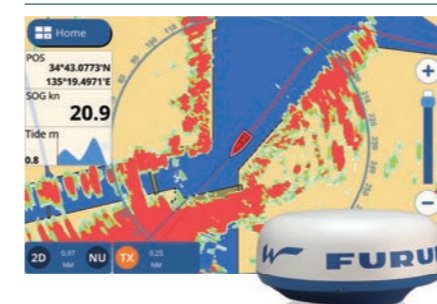 Home
POS
34°43.0773'N
135°19.4971'E
SOG kn
20.9
Tide m
0.8
2D 0.97 NM NU TX 0.25 NM
FURU